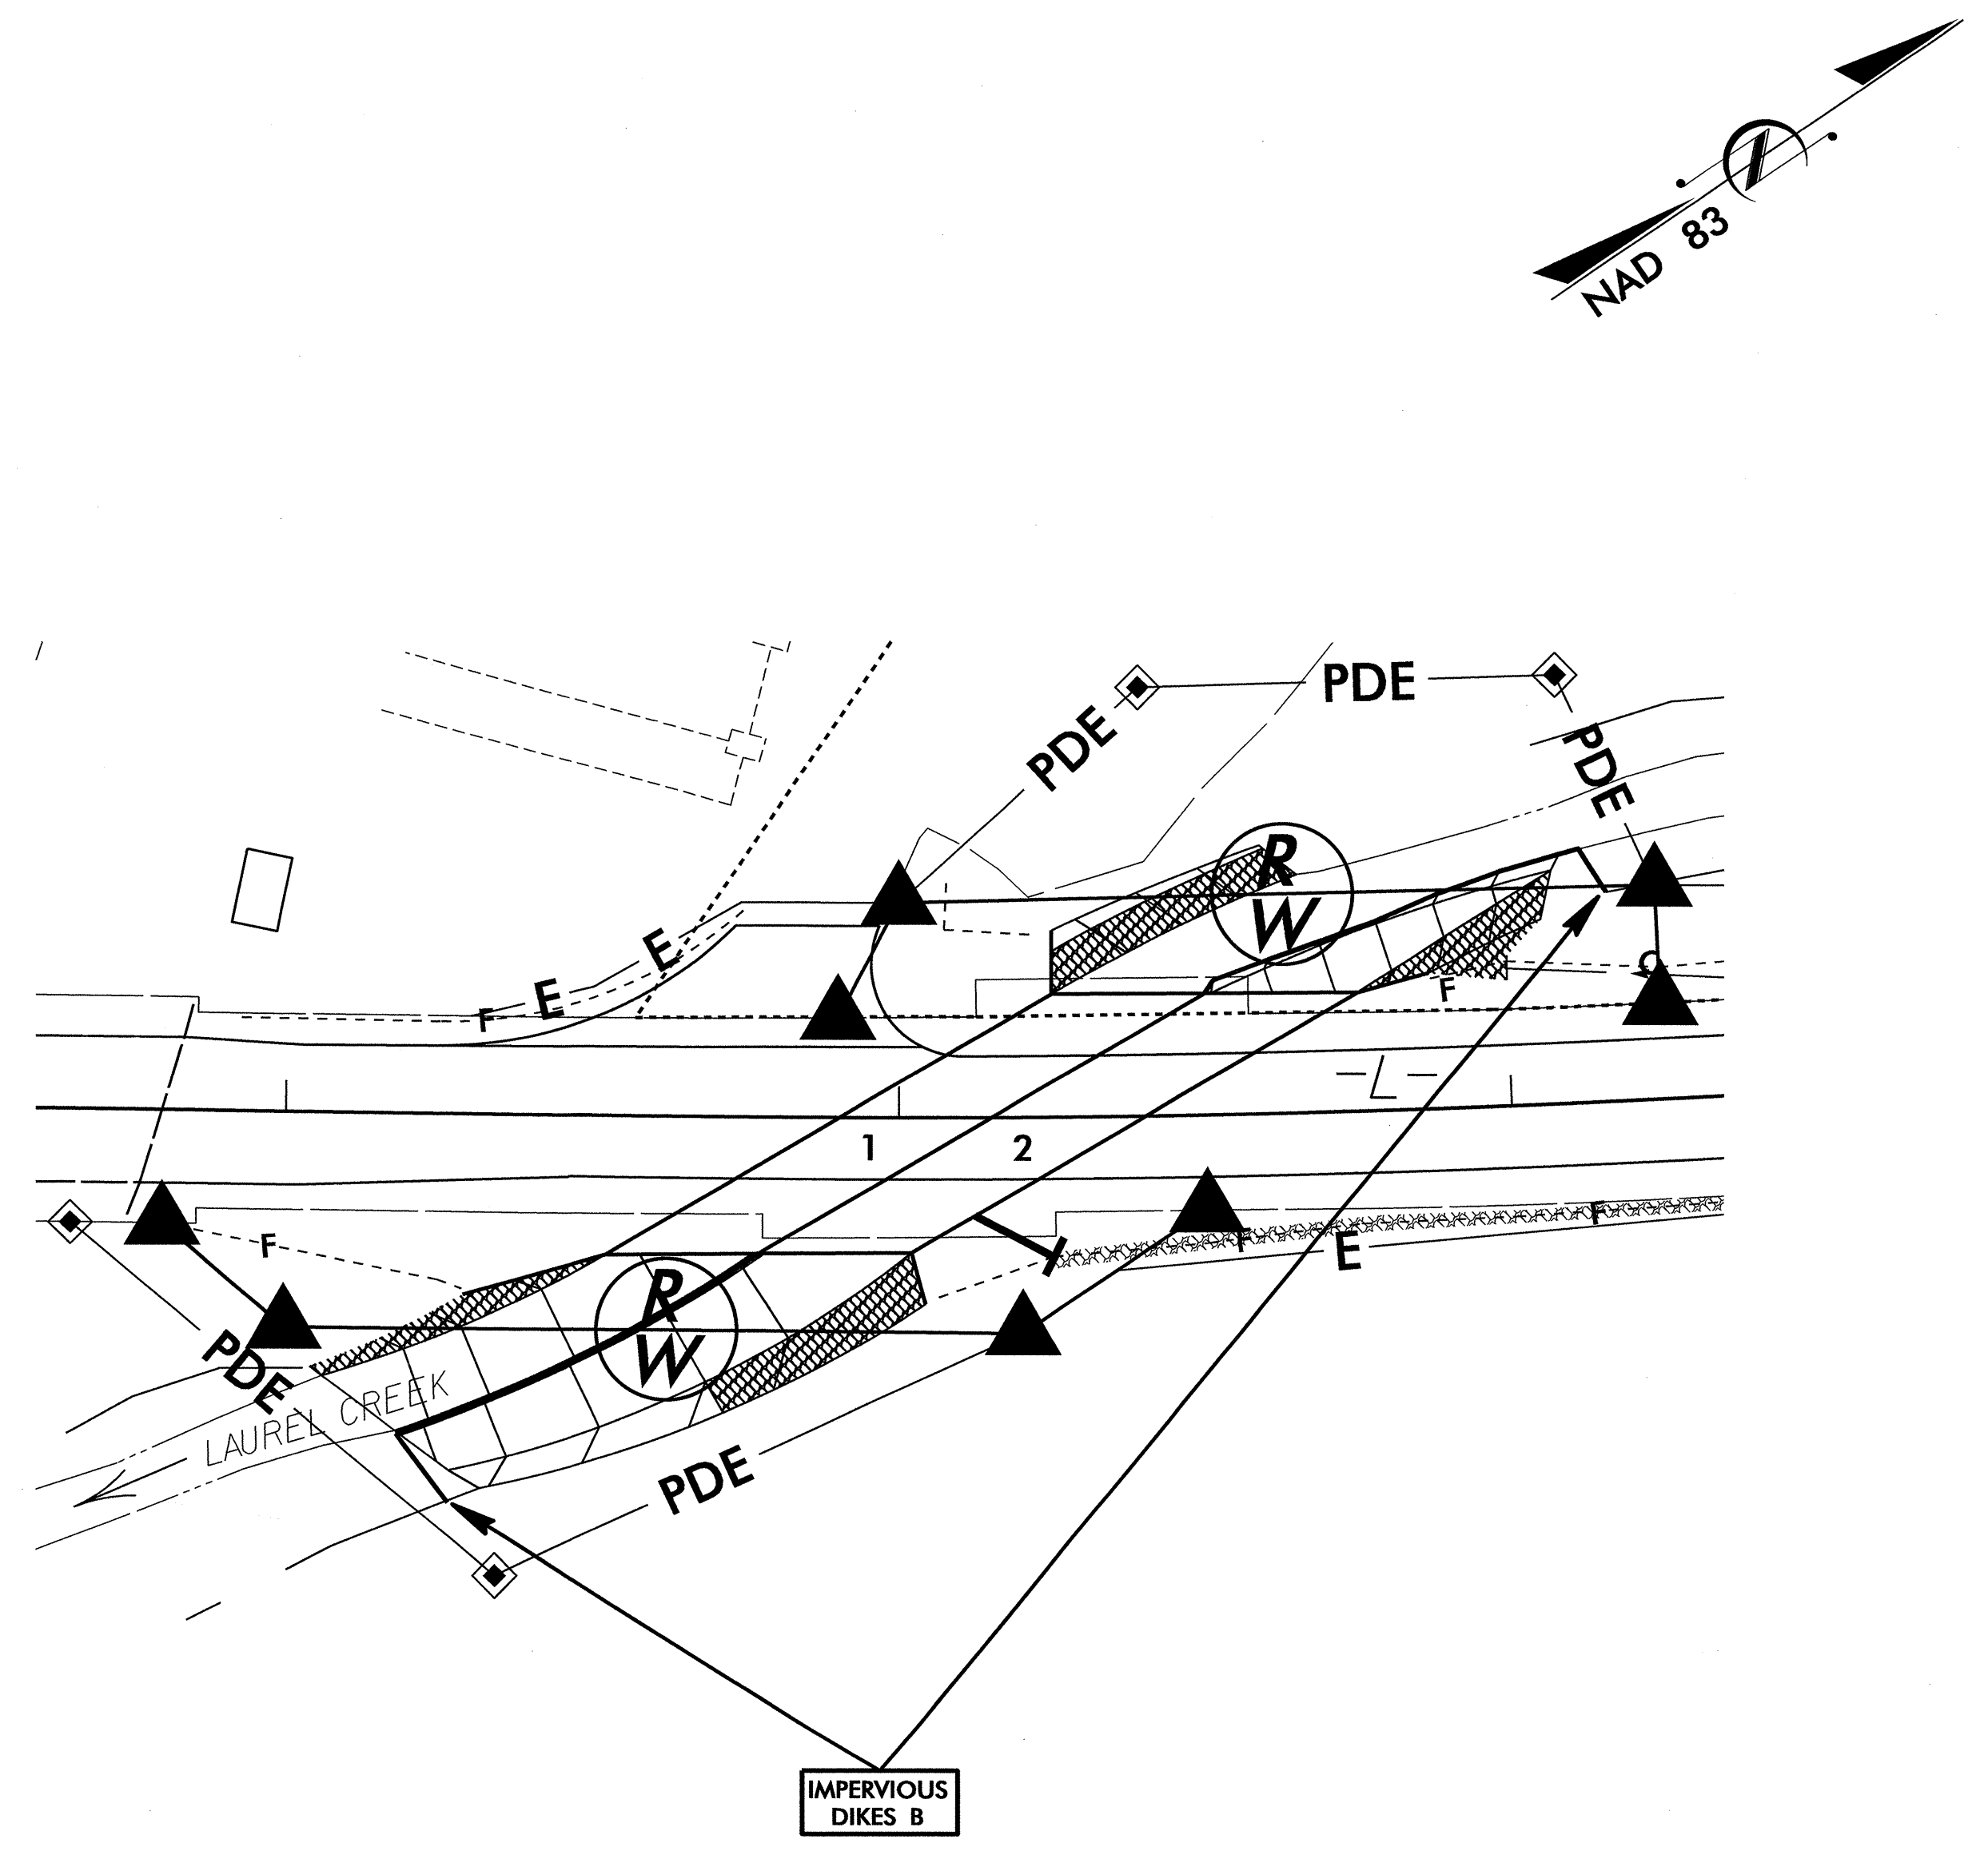 NAD 83
PDE
PDE
PDE
R
W
E
E
F
F
-L-
1
2
F
F
F
E
R
W
PDE
LAUREL CREEK
PDE
IMPERVIOUS
DIKES B